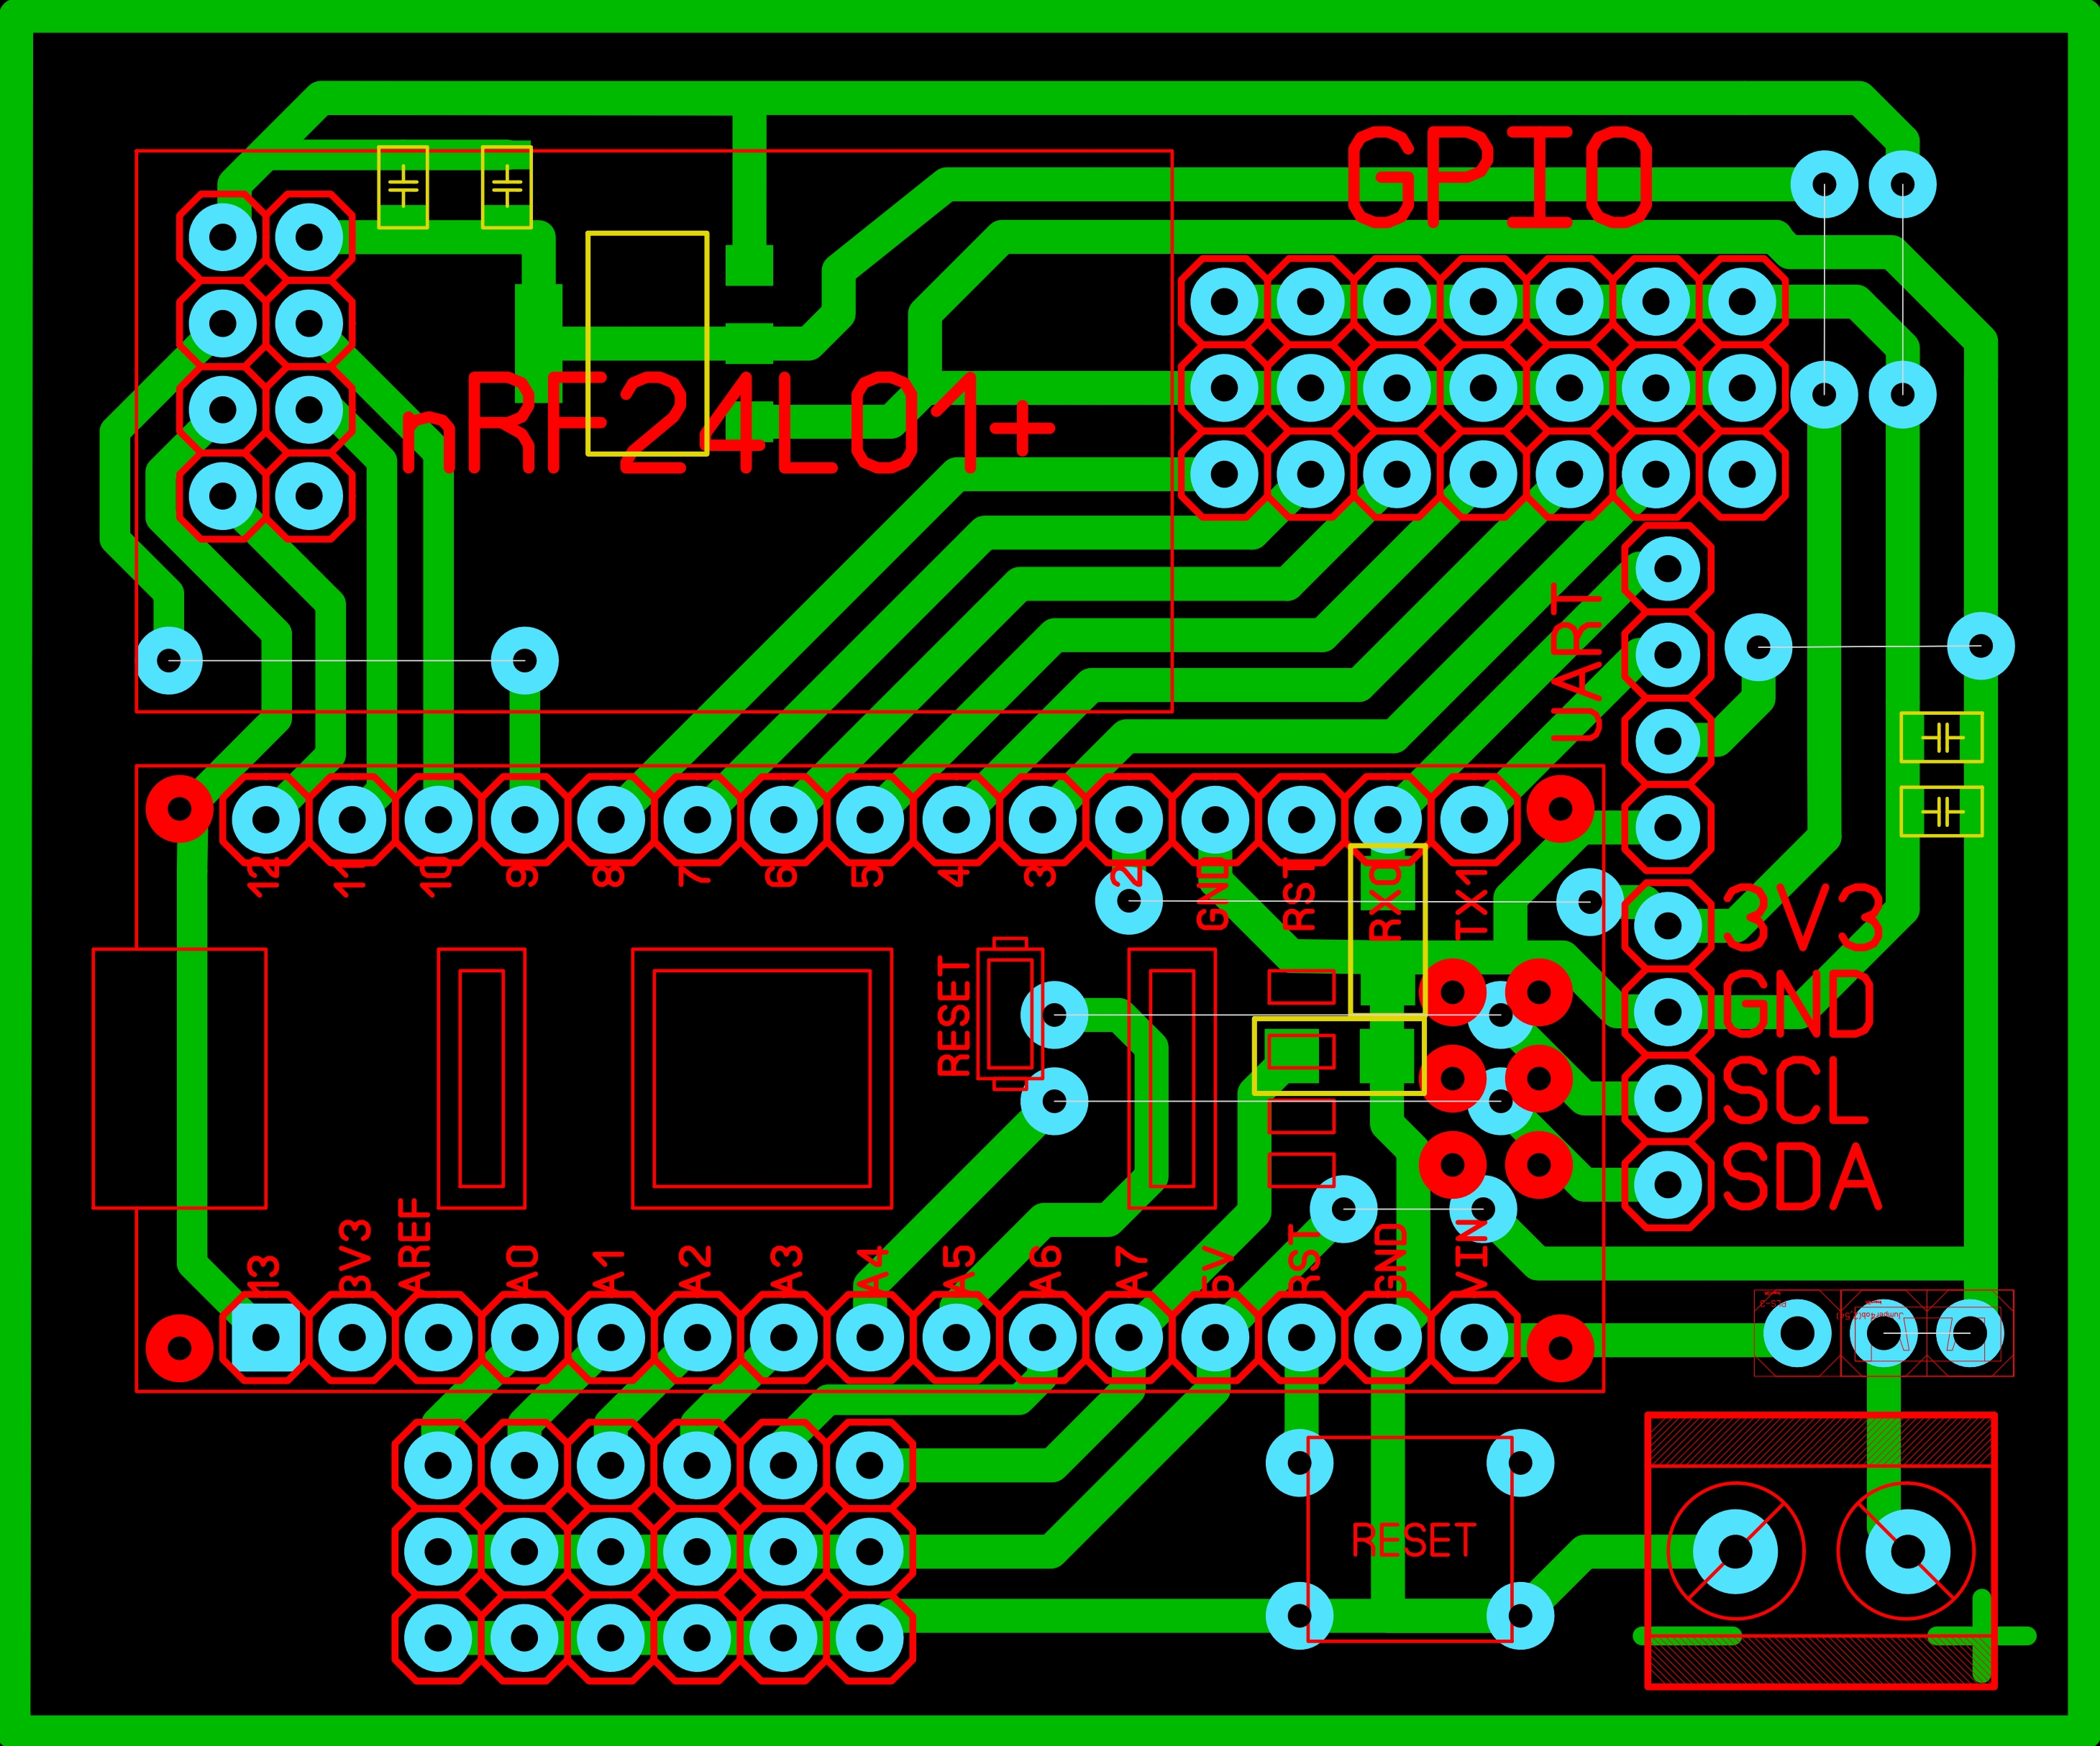 GPIO
nRF24L01+
UART
12
11
10
9
8
7
6
5
4
3
2
GND
RST
RX0
TX1
3V3
GND
SCL
SDA
RESET
13
3V3
AREF
A0
A1
A2
A3
A4
A5
A6
A7
5V
RST
GND
VIN
PLS-3
RESET